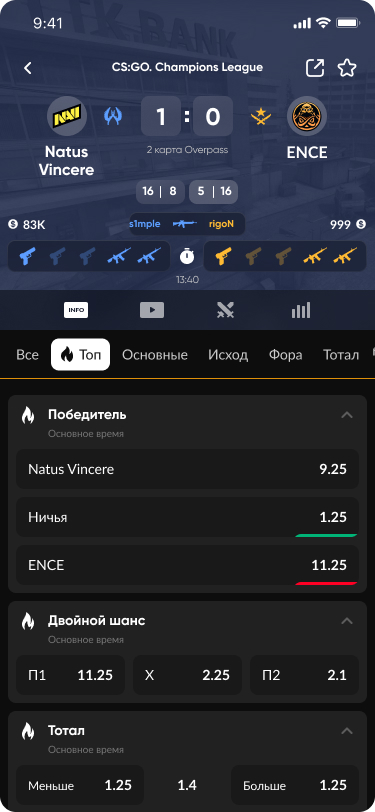 9:41
CS:GO. Champions League
1 : 0
2 карта Overpass
Natus
Vincere
ENCE
16 | 8
5 | 16
83K
s1mple
rigoN
999
13:40
INFO
Все
Топ
Основные
Исход
Фора
Тотал
Победитель
Основное время
Natus Vincere 9.25
Ничья 1.25
ENCE 11.25
Двойной шанс
Основное время
П1 11.25
X 2.25
П2 2.1
Тотал
Основное время
Меньше 1.25
1.4
Больше 1.25